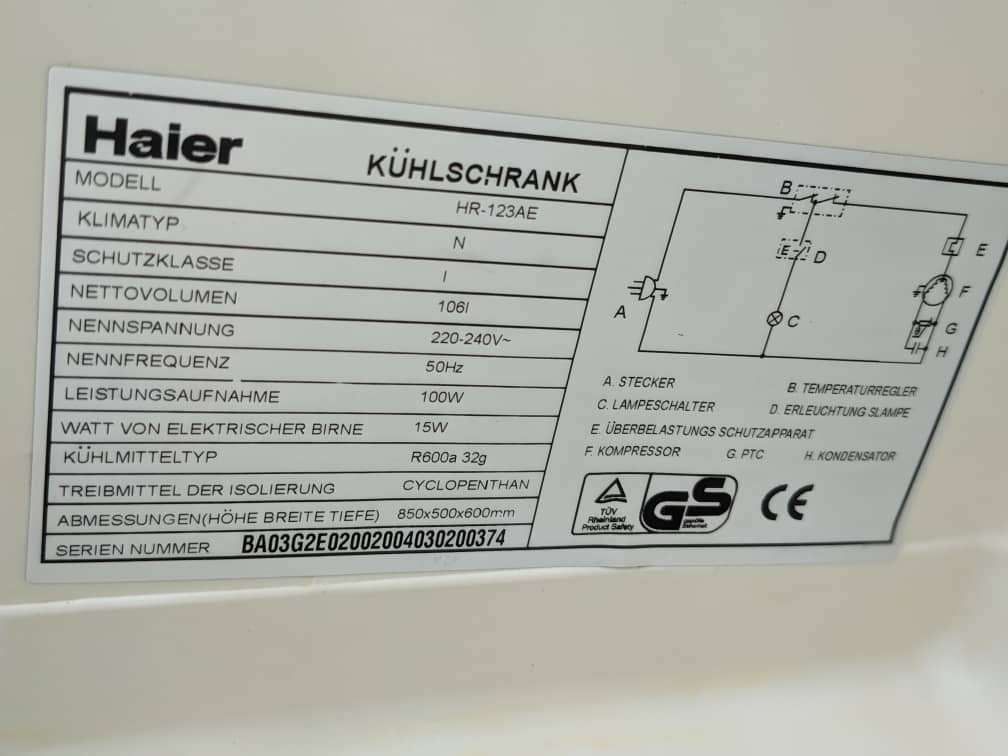 Haier
KÜHLSCHRANK
MODELL HR-123AE
KLIMATYP N
SCHUTZKLASSE I
NETTOVOLUMEN 106l
NENNSPANNUNG 220-240V~
NENNFREQUENZ 50Hz
LEISTUNGSAUFNAHME 100W
WATT VON ELEKTRISCHER BIRNE 15W
KÜHLMITTELTYP R600a 32g
TREIBMITTEL DER ISOLIERUNG CYCLOPENTHAN
ABMESSUNGEN(HÖHE BREITE TIEFE) 850x500x600mm
SERIEN NUMMER BA03G2E02002004030200374
B
E
E D
F
A
C
G
H
A. STECKER B. TEMPERATURREGLER
C. LAMPESCHALTER D. ERLEUCHTUNG SLAMPE
E. ÜBERBELASTUNGS SCHUTZAPPARAT
F. KOMPRESSOR G. PTC H. KONDENSATOR
TÜV
Rheinland
Product Safety
GS
geprüfte
Sicherheit
CE